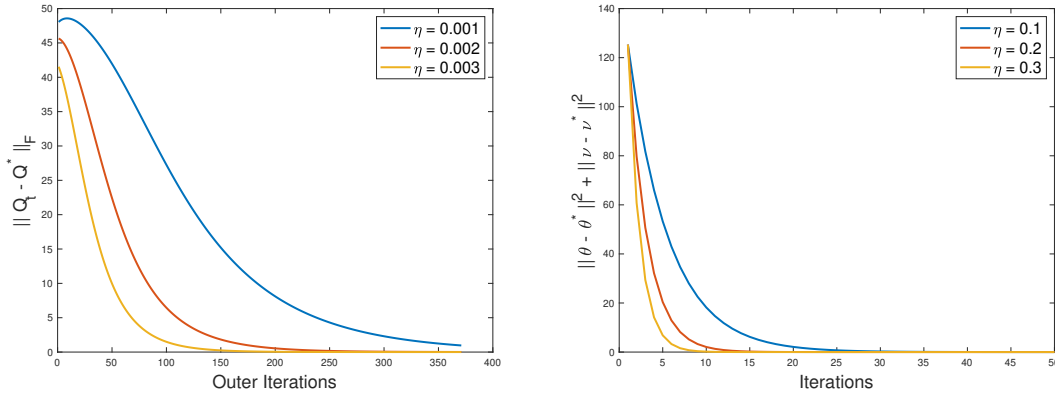 50
45
40
35
30
25
20
15
10
5
0
0 50 100 150 200 250 300 350 400
|| Q_t - Q^* ||_F
Outer Iterations
η = 0.001
η = 0.002
η = 0.003
140
120
100
80
60
40
20
0
0 5 10 15 20 25 30 35 40 45 50
|| θ - θ^* ||^2 + || ν - ν^* ||^2
Iterations
η = 0.1
η = 0.2
η = 0.3